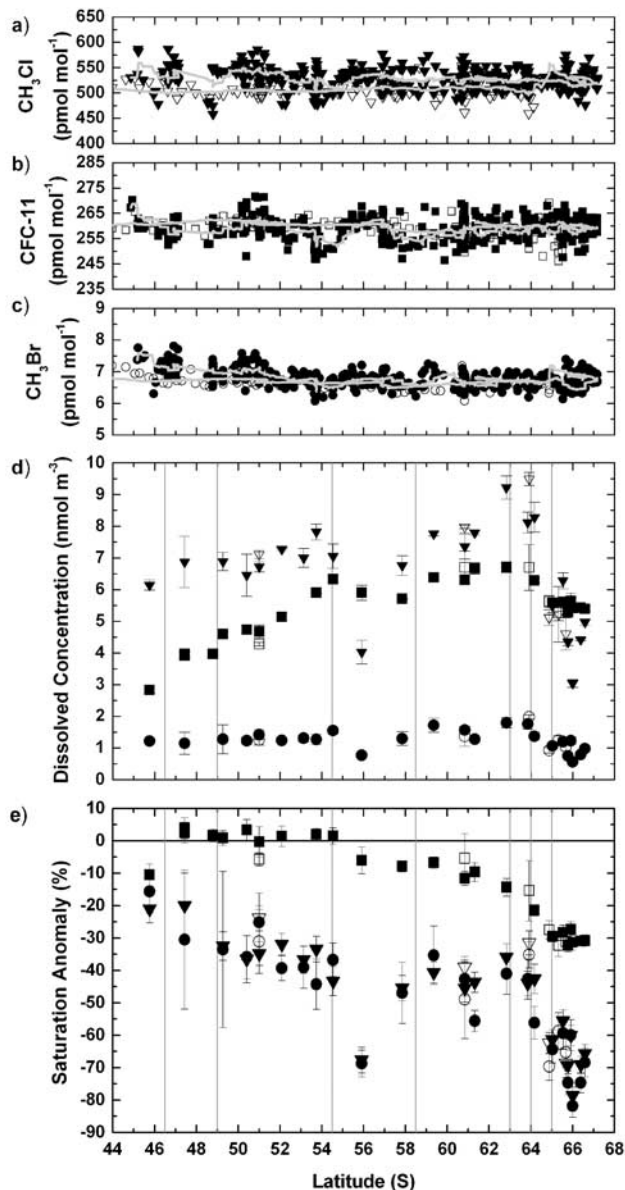 a)
650
600
550
500
450
400
CH₃Cl
(pmol mol⁻¹)
b)
285
275
265
255
245
235
CFC-11
(pmol mol⁻¹)
c)
9
8
7
6
5
CH₃Br
(pmol mol⁻¹)
d)
10
9
8
7
6
5
4
3
2
1
0
Dissolved Concentration (nmol m⁻³)
e)
10
0
-10
-20
-30
-40
-50
-60
-70
-80
-90
Saturation Anomaly (%)
44 46 48 50 52 54 56 58 60 62 64 66 68
Latitude (S)